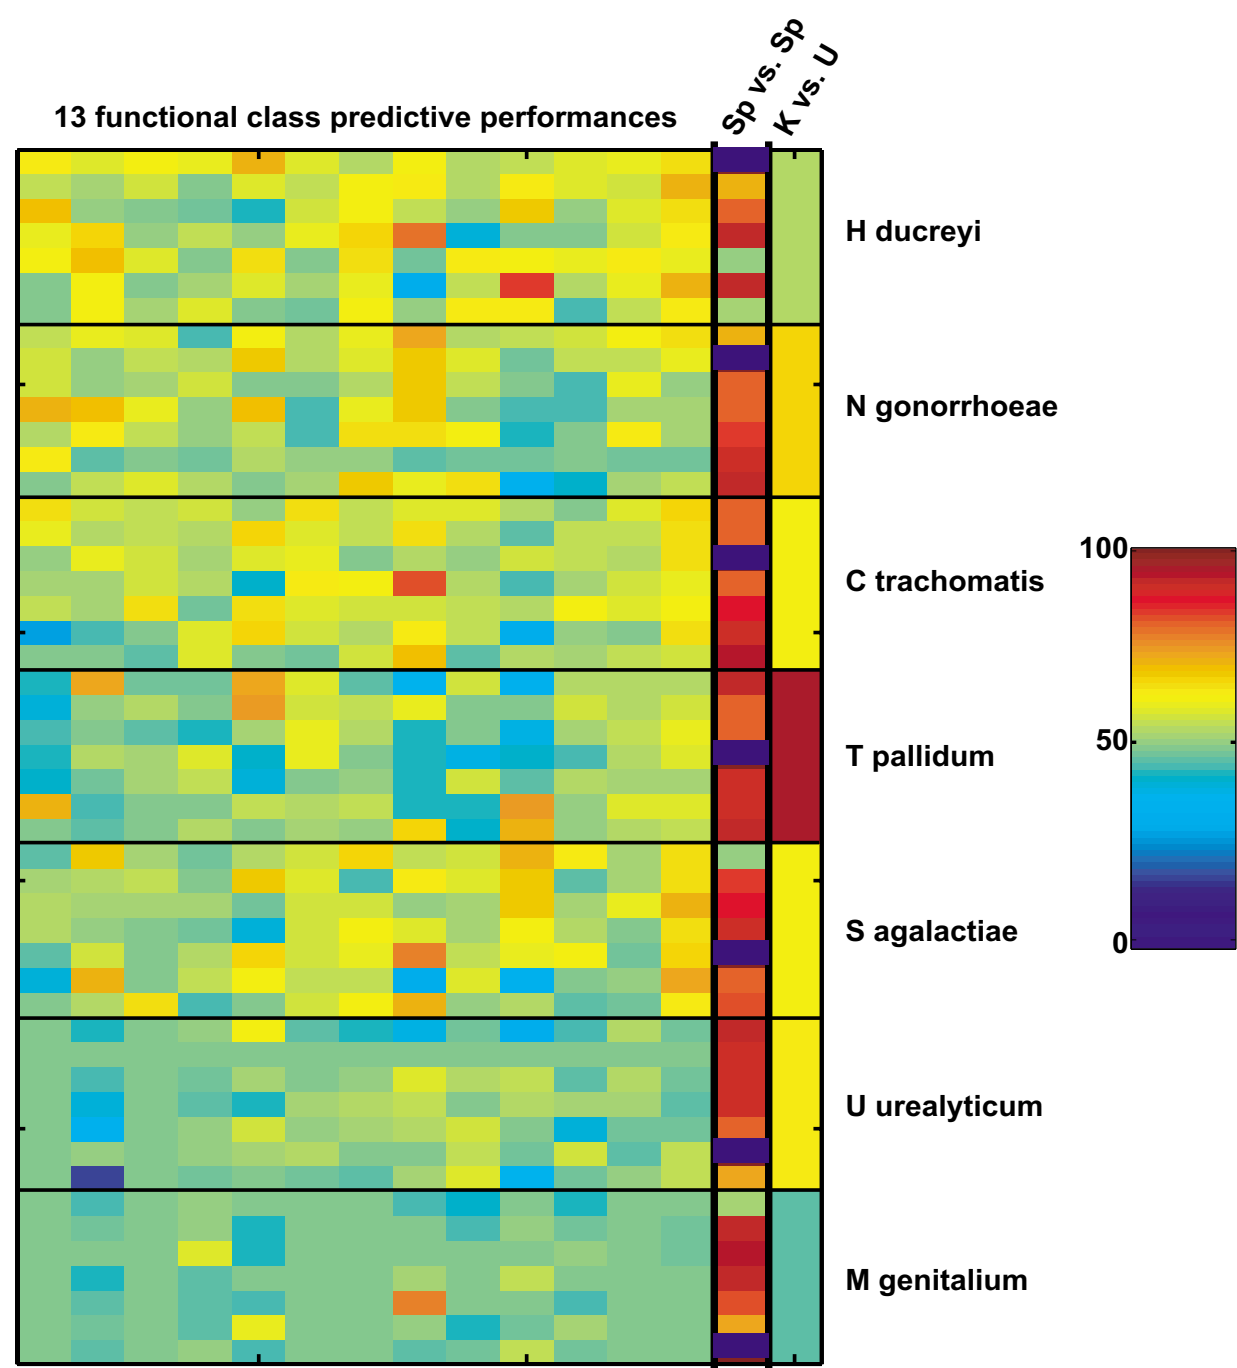 Sp vs. Sp
K vs. U
13 functional class predictive performances
H ducreyi
N gonorrhoeae
C trachomatis
T pallidum
S agalactiae
U urealyticum
M genitalium
100
50
0